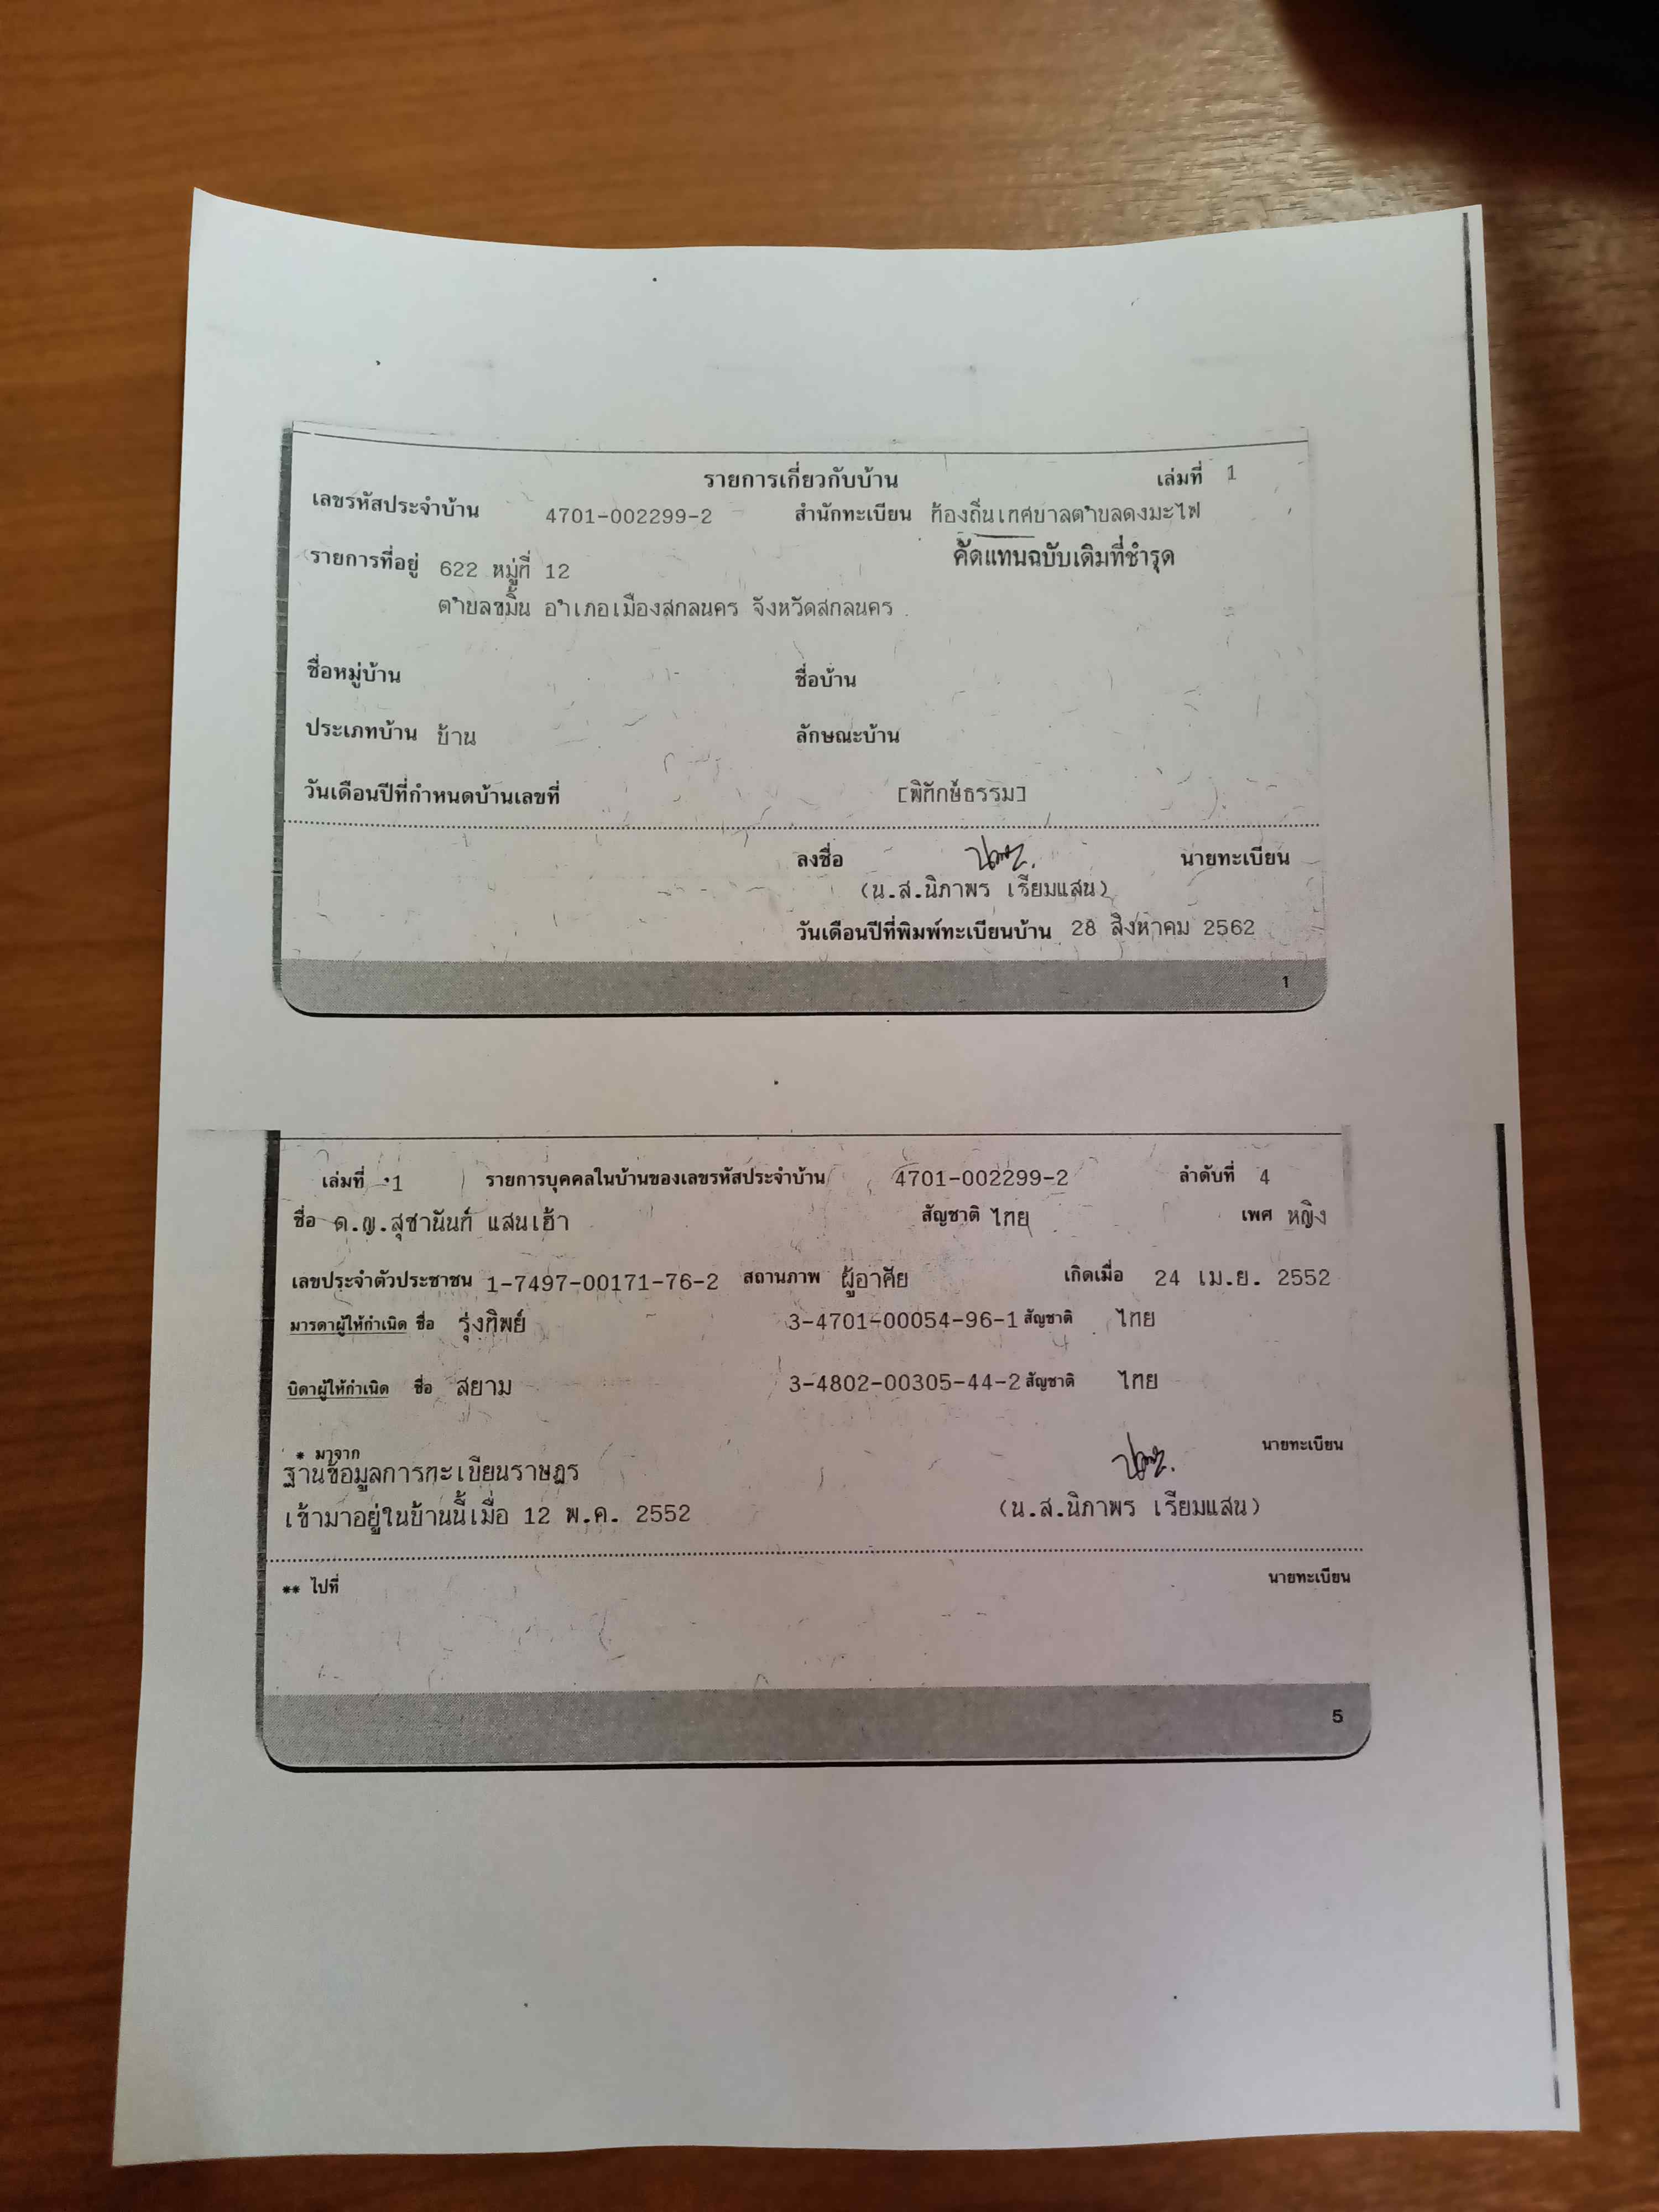 รายการเกี่ยวกับบ้าน เล่มที่ 1
เลขรหัสประจำบ้าน 4701-002299-2 สำนักทะเบียน ท้องถิ่นเทศบาลตำบลดงมะไฟ
รายการที่อยู่ 622 หมู่ที่ 12 คัดแทนฉบับเดิมที่ชำรุด
ตำบลขมิ้น อำเภอเมืองสกลนคร จังหวัดสกลนคร
ชื่อหมู่บ้าน ชื่อบ้าน
ประเภทบ้าน บ้าน ลักษณะบ้าน
วันเดือนปีที่กำหนดบ้านเลขที่ [พิทักษ์ธรรม]
ลงชื่อ นายทะเบียน
(น.ส.นิภาพร เรียมแสน)
วันเดือนปีที่พิมพ์ทะเบียนบ้าน 28 สิงหาคม 2562
1
เล่มที่ 1 รายการบุคคลในบ้านของเลขรหัสประจำบ้าน 4701-002299-2 ลำดับที่ 4
ชื่อ ด.ญ.สุชานันท์ แสนเฮ้า สัญชาติ ไทย เพศ หญิง
เลขประจำตัวประชาชน 1-7497-00171-76-2 สถานภาพ ผู้อาศัย เกิดเมื่อ 24 เม.ย. 2552
มารดาผู้ให้กำเนิด ชื่อ รุ่งทิพย์ 3-4701-00054-96-1 สัญชาติ ไทย
บิดาผู้ให้กำเนิด ชื่อ สยาม 3-4802-00305-44-2 สัญชาติ ไทย
* มาจาก นายทะเบียน
ฐานข้อมูลการทะเบียนราษฎร
เข้ามาอยู่ในบ้านนี้เมื่อ 12 พ.ค. 2552 (น.ส.นิภาพร เรียมแสน)
** ไปที่ นายทะเบียน
5